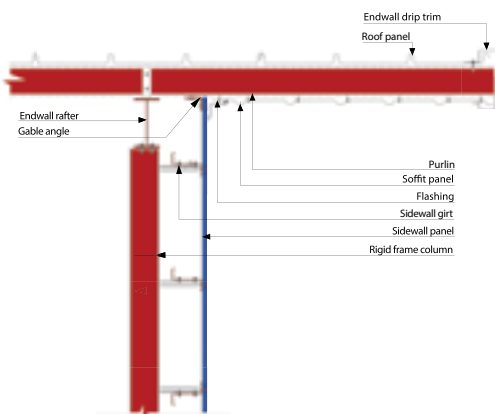 Endwall drip trim
Roof panel
Endwall rafter
Gable angle
Purlin
Soffit panel
Flashing
Sidewall girt
Sidewall panel
Rigid frame column